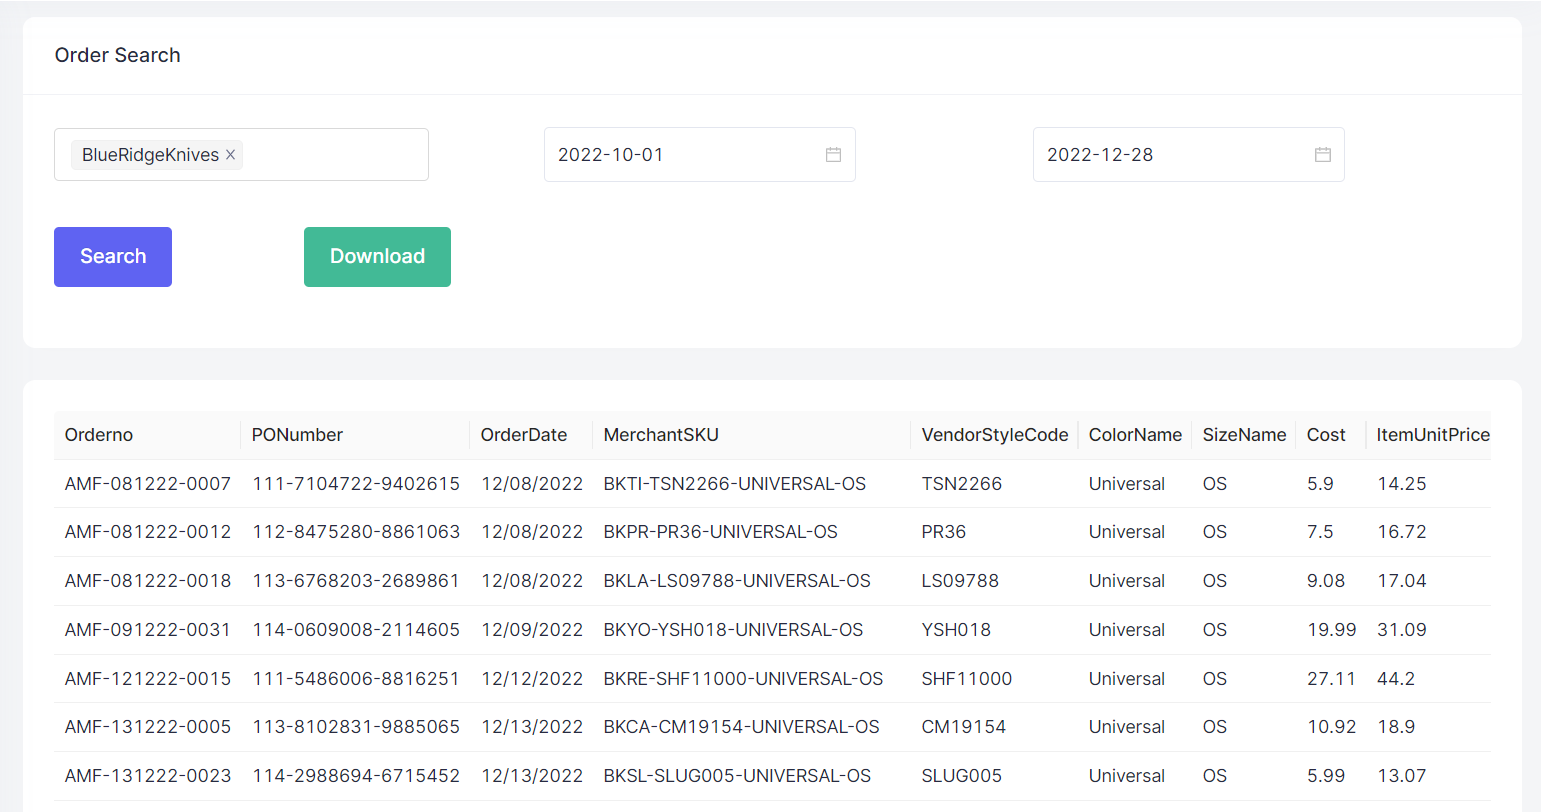 Order Search
BlueRidgeKnives × 2022-10-01 2022-12-28
Search Download
Orderno PONumber OrderDate MerchantSKU VendorStyleCode ColorName SizeName Cost ItemUnitPrice
AMF-081222-0007 111-7104722-9402615 12/08/2022 BKTI-TSN2266-UNIVERSAL-OS TSN2266 Universal OS 5.9 14.25
AMF-081222-0012 112-8475280-8861063 12/08/2022 BKPR-PR36-UNIVERSAL-OS PR36 Universal OS 7.5 16.72
AMF-081222-0018 113-6768203-2689861 12/08/2022 BKLA-LS09788-UNIVERSAL-OS LS09788 Universal OS 9.08 17.04
AMF-091222-0031 114-0609008-2114605 12/09/2022 BKYO-YSH018-UNIVERSAL-OS YSH018 Universal OS 19.99 31.09
AMF-121222-0015 111-5486006-8816251 12/12/2022 BKRE-SHF11000-UNIVERSAL-OS SHF11000 Universal OS 27.11 44.2
AMF-131222-0005 113-8102831-9885065 12/13/2022 BKCA-CM19154-UNIVERSAL-OS CM19154 Universal OS 10.92 18.9
AMF-131222-0023 114-2988694-6715452 12/13/2022 BKSL-SLUG005-UNIVERSAL-OS SLUG005 Universal OS 5.99 13.07